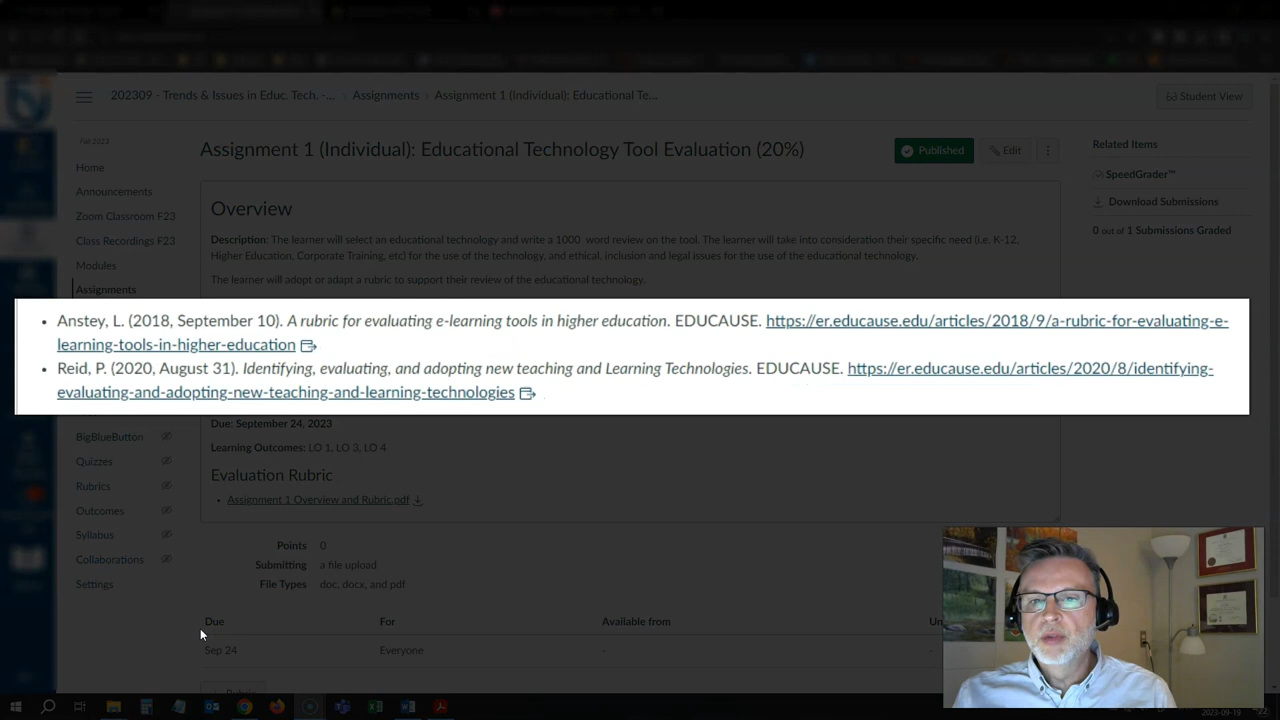 202309 - Trends & Issues in Educ. Tech. -... › Assignments › Assignment 1 (Individual): Educational Te...
Student View
Fall 2023
Home
Announcements
Zoom Classroom F23
Class Recordings F23
Modules
Assignments
BigBlueButton
Quizzes
Rubrics
Outcomes
Syllabus
Collaborations
Settings
Assignment 1 (Individual): Educational Technology Tool Evaluation (20%)
Published
Edit
Related Items
SpeedGrader™
Download Submissions
0 out of 1 Submissions Graded
Overview
Description: The learner will select an educational technology and write a 1000 word review on the tool. The learner will take into consideration their specific need (i.e. K-12,
Higher Education, Corporate Training, etc) for the use of the technology, and ethical, inclusion and legal issues for the use of the educational technology.
The learner will adopt or adapt a rubric to support their review of the educational technology.
• Anstey, L. (2018, September 10). A rubric for evaluating e-learning tools in higher education. EDUCAUSE. https://er.educause.edu/articles/2018/9/a-rubric-for-evaluating-e-
learning-tools-in-higher-education
• Reid, P. (2020, August 31). Identifying, evaluating, and adopting new teaching and Learning Technologies. EDUCAUSE. https://er.educause.edu/articles/2020/8/identifying-
evaluating-and-adopting-new-teaching-and-learning-technologies
Due: September 24, 2023
Learning Outcomes: LO 1, LO 3, LO 4
Evaluation Rubric
• Assignment 1 Overview and Rubric.pdf
Points 0
Submitting a file upload
File Types doc, docx, and pdf
Due For Available from Un
Sep 24 Everyone - -
Rubric
2023-09-19
22